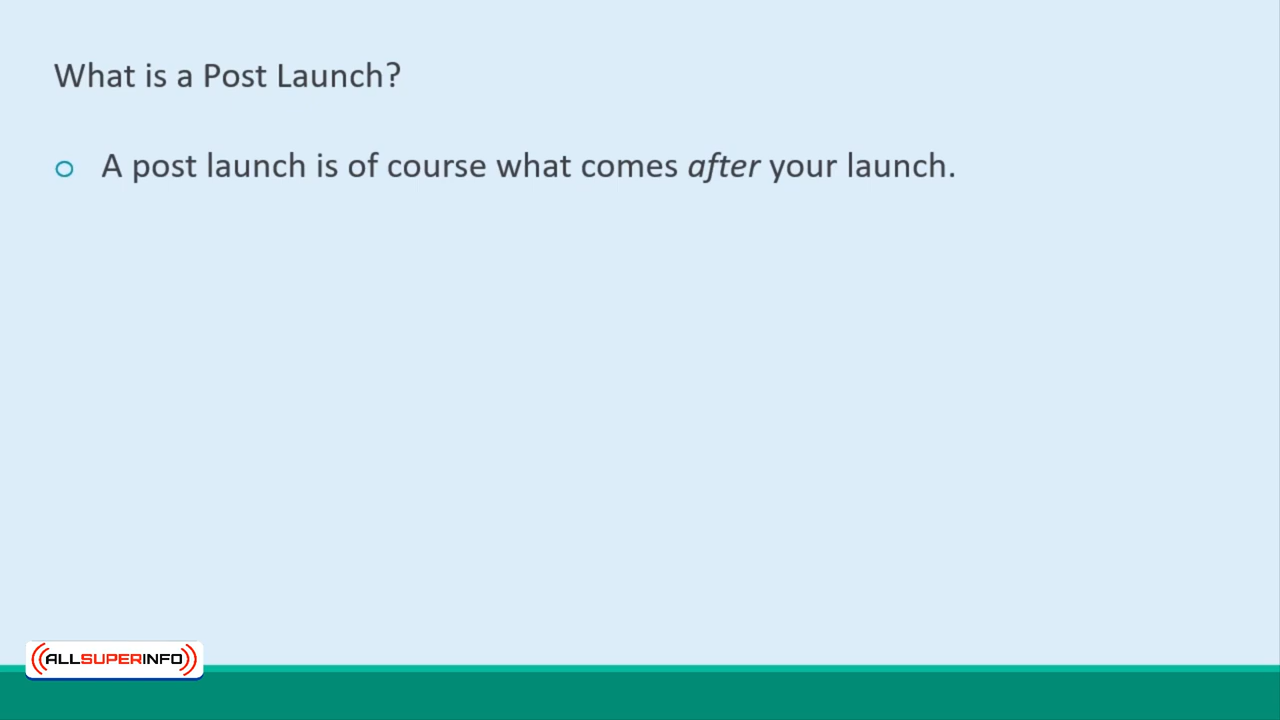 What is a Post Launch?
A post launch is of course what comes after your launch.
ALLSUPERINFO